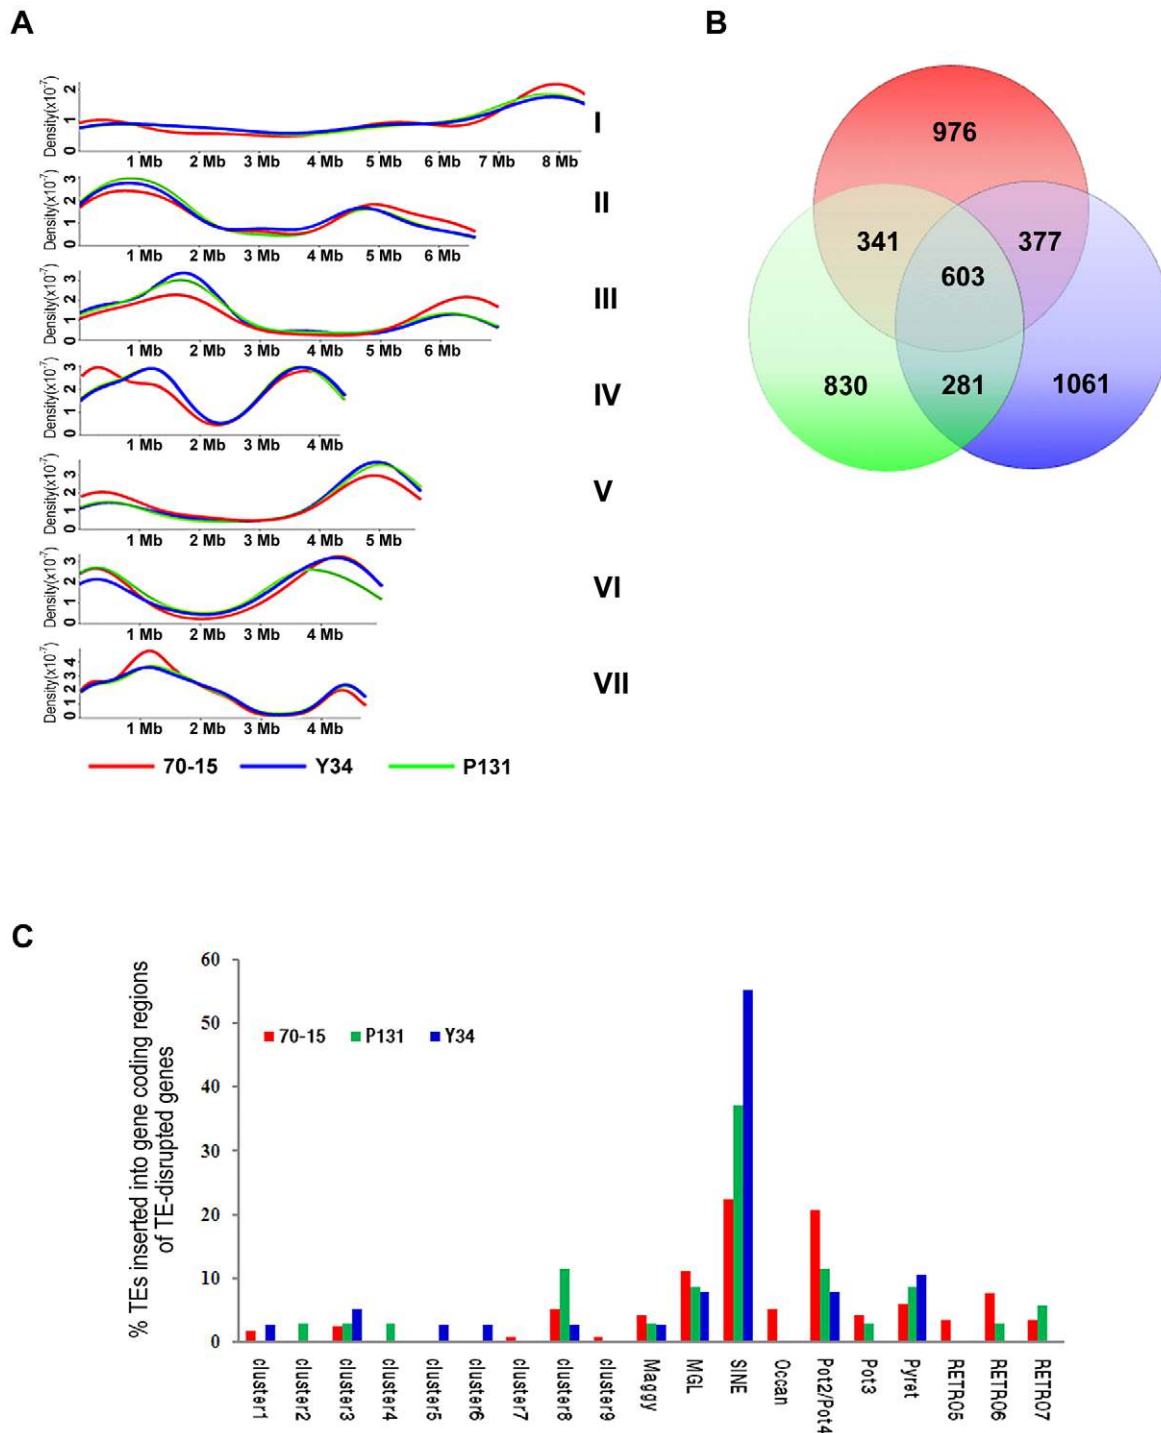 A
B
Density(x10⁻⁷)
0 1 2
1 Mb 2 Mb 3 Mb 4 Mb 5 Mb 6 Mb 7 Mb 8 Mb
I
Density(x10⁻⁷)
0 1 2 3
1 Mb 2 Mb 3 Mb 4 Mb 5 Mb 6 Mb
II
Density(x10⁻⁷)
0 1 2 3
1 Mb 2 Mb 3 Mb 4 Mb 5 Mb 6 Mb
III
Density(x10⁻⁷)
0 1 2 3
1 Mb 2 Mb 3 Mb 4 Mb
IV
Density(x10⁻⁷)
0 1 2 3
1 Mb 2 Mb 3 Mb 4 Mb 5 Mb
V
Density(x10⁻⁷)
0 1 2 3
1 Mb 2 Mb 3 Mb 4 Mb
VI
Density(x10⁻⁷)
0 1 2 3 4
1 Mb 2 Mb 3 Mb 4 Mb
VII
70-15 Y34 P131
976
341 377
603
830 281 1061
C
% TEs inserted into gene coding regions
of TE-disrupted genes
60
50
40
30
20
10
0
70-15 P131 Y34
cluster1
cluster2
cluster3
cluster4
cluster5
cluster6
cluster7
cluster8
cluster9
Maggy
MGL
SINE
Occan
Pot2/Pot4
Pot3
Pyret
RETRO5
RETRO6
RETRO7